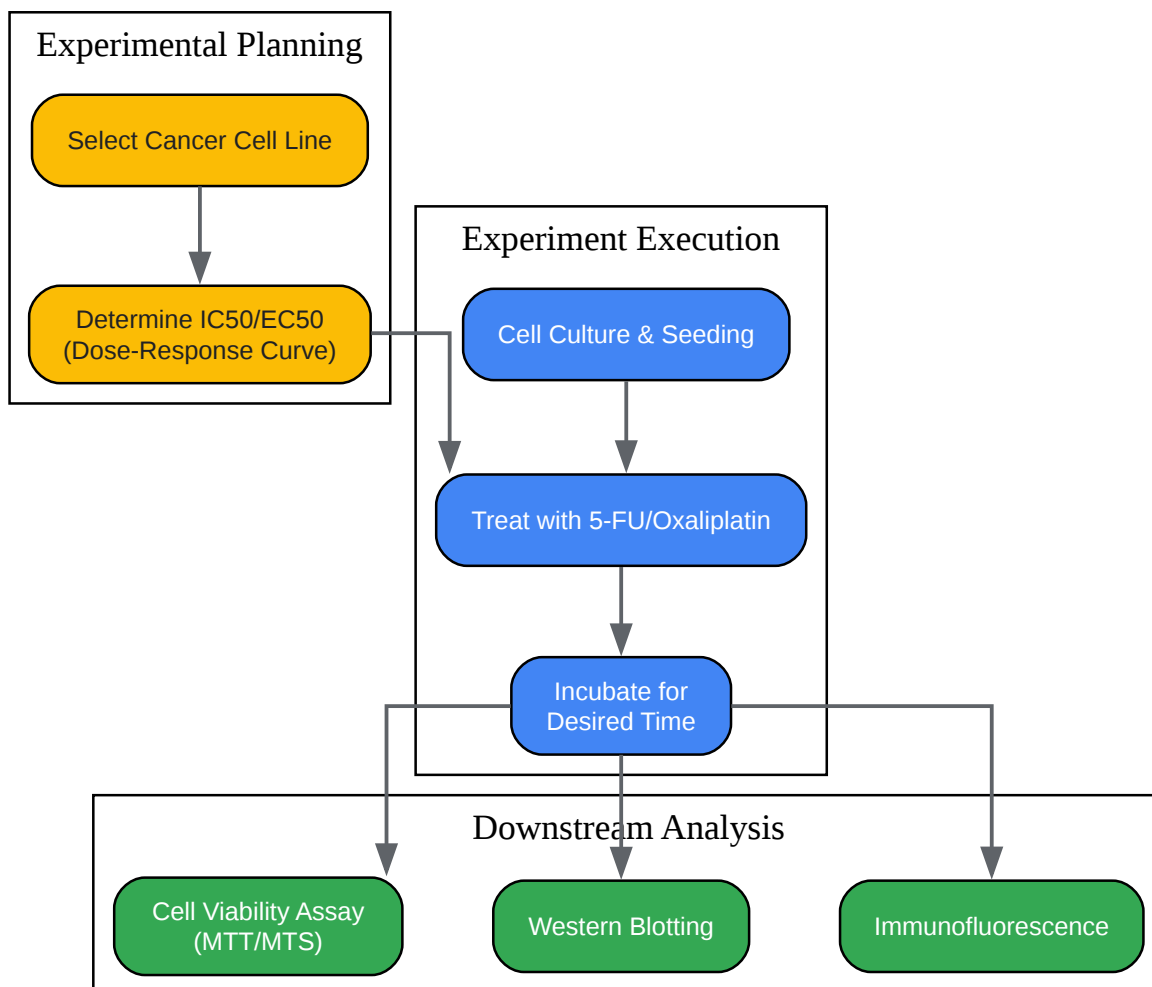 Experimental Planning
Select Cancer Cell Line
Determine IC50/EC50
(Dose-Response Curve)
Experiment Execution
Cell Culture & Seeding
Treat with 5-FU/Oxaliplatin
Incubate for
Desired Time
Downstream Analysis
Cell Viability Assay
(MTT/MTS)
Western Blotting
Immunofluorescence